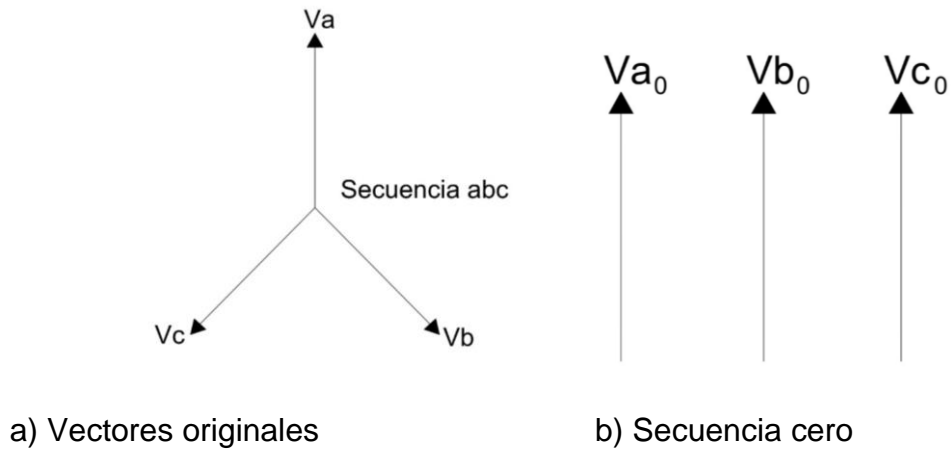 Va
Va₀ Vb₀ Vc₀
Secuencia abc
Vc Vb
a) Vectores originales b) Secuencia cero